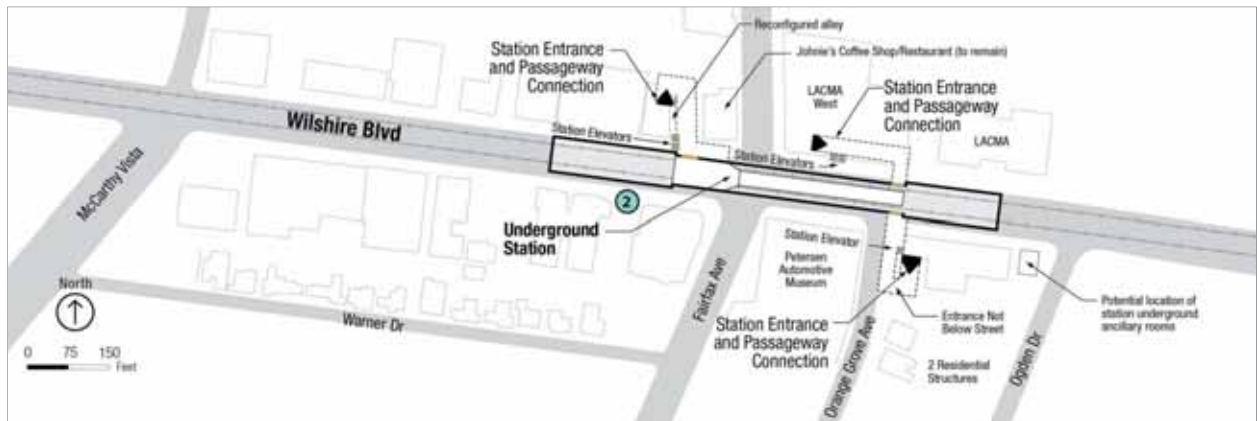 Reconfigured alley
Station Entrance
and Passageway
Connection
Johnie's Coffee Shop/Restaurant (to remain)
LACMA
West
Station Entrance
and Passageway
Connection
LACMA
Wilshire Blvd
Station Elevators
Station Elevators
McCarthy Vista
2
Underground
Station
Station Elevator
Petersen
Automotive
Museum
Fairfax Ave
North
Warner Dr
Station Entrance
and Passageway
Connection
Entrance Not
Below Street
Potential location of
station underground
ancillary rooms
2 Residential
Structures
Orange Grove Ave
Ogden Dr
0 75 150
Feet